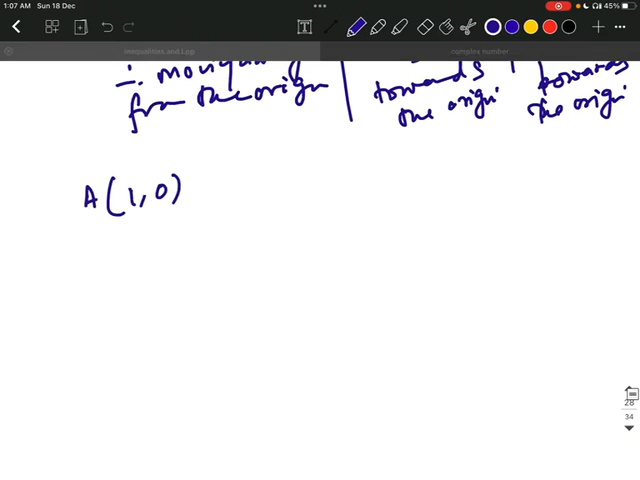 1:07 AM Sun 18 Dec
45%
inequalities.and.l.pp
complex number
from the origin
towards
the origin
towards
the origin
A(1,0)
28
34